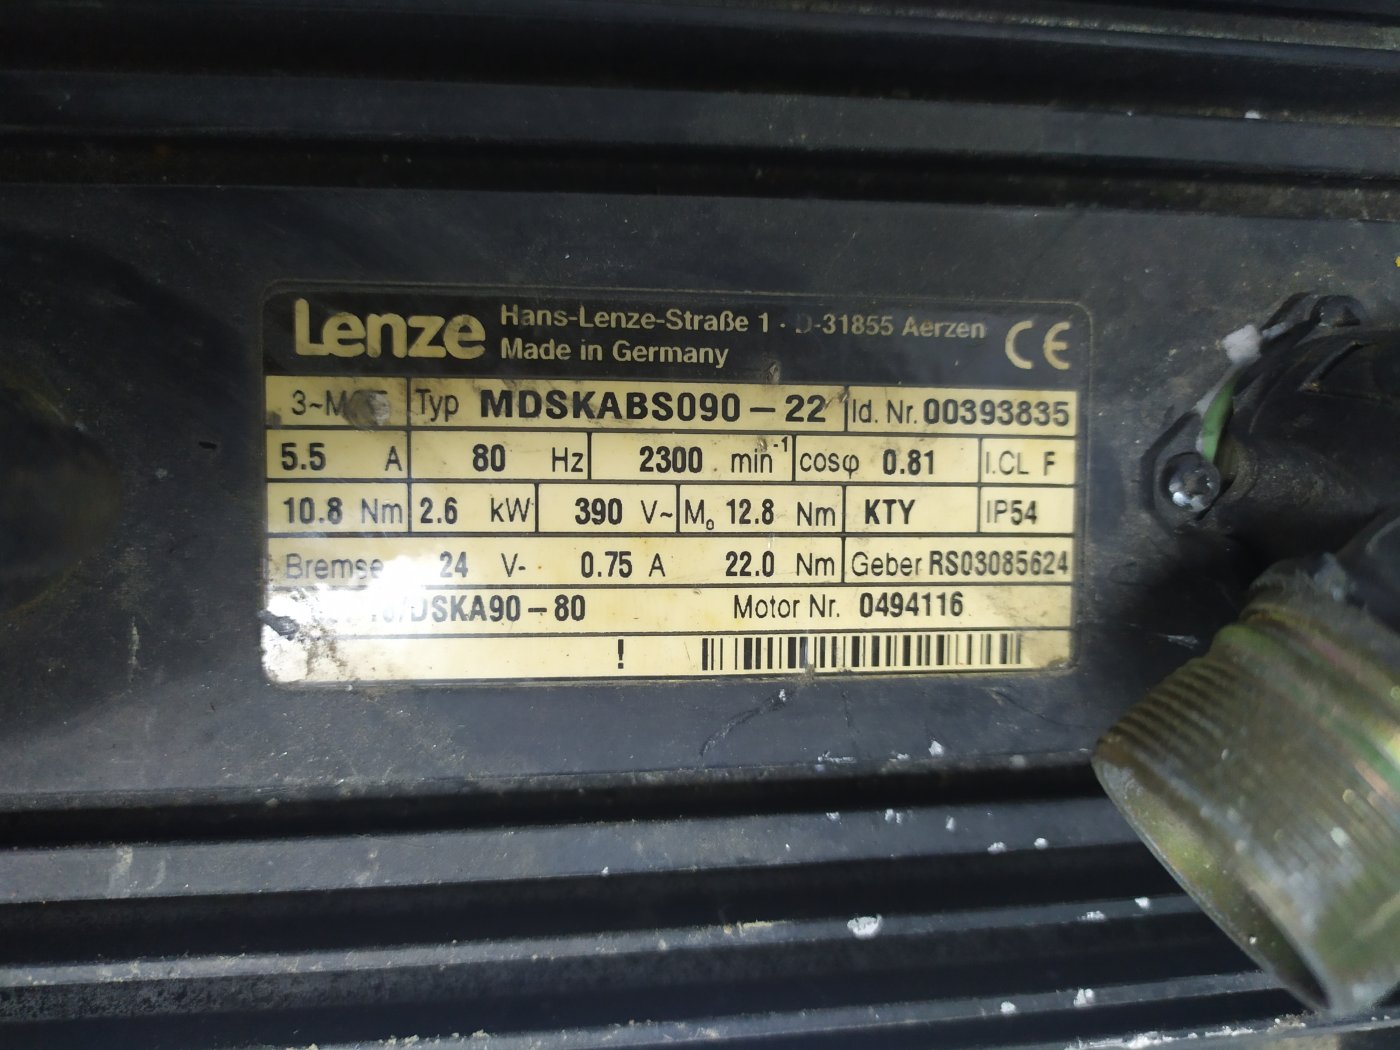 Lenze Hans-Lenze-Straße 1 · D-31855 Aerzen
Made in Germany CE
Typ MDSKABS090-22 Id. Nr. 00393835
5.5 A 80 Hz 2300 min-1 cosφ 0.81 I.CL F
10.8 Nm 2.6 kW 390 V~ Mo 12.8 Nm KTY IP54
Bremse 24 V- 0.75 A 22.0 Nm Geber RS03085624
DSKA90-80 Motor Nr. 0494116
!